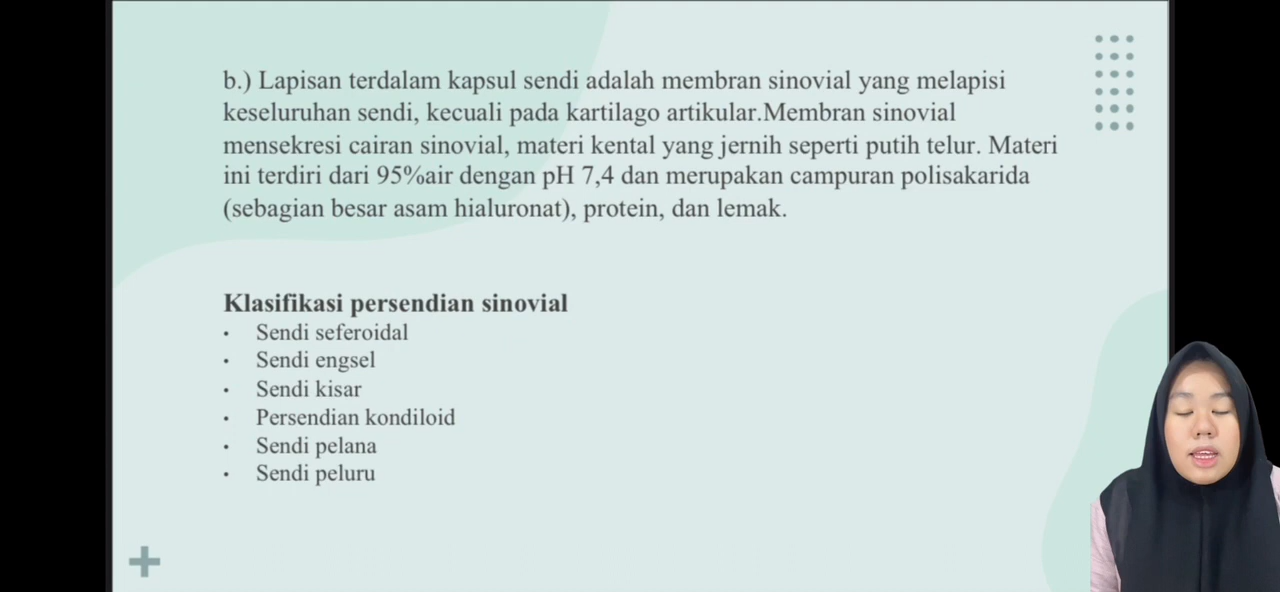 b.) Lapisan terdalam kapsul sendi adalah membran sinovial yang melapisi
keseluruhan sendi, kecuali pada kartilago artikular.Membran sinovial
mensekresi cairan sinovial, materi kental yang jernih seperti putih telur. Materi
ini terdiri dari 95%air dengan pH 7,4 dan merupakan campuran polisakarida
(sebagian besar asam hialuronat), protein, dan lemak.
Klasifikasi persendian sinovial
• Sendi seferoidal
• Sendi engsel
• Sendi kisar
• Persendian kondiloid
• Sendi pelana
• Sendi peluru